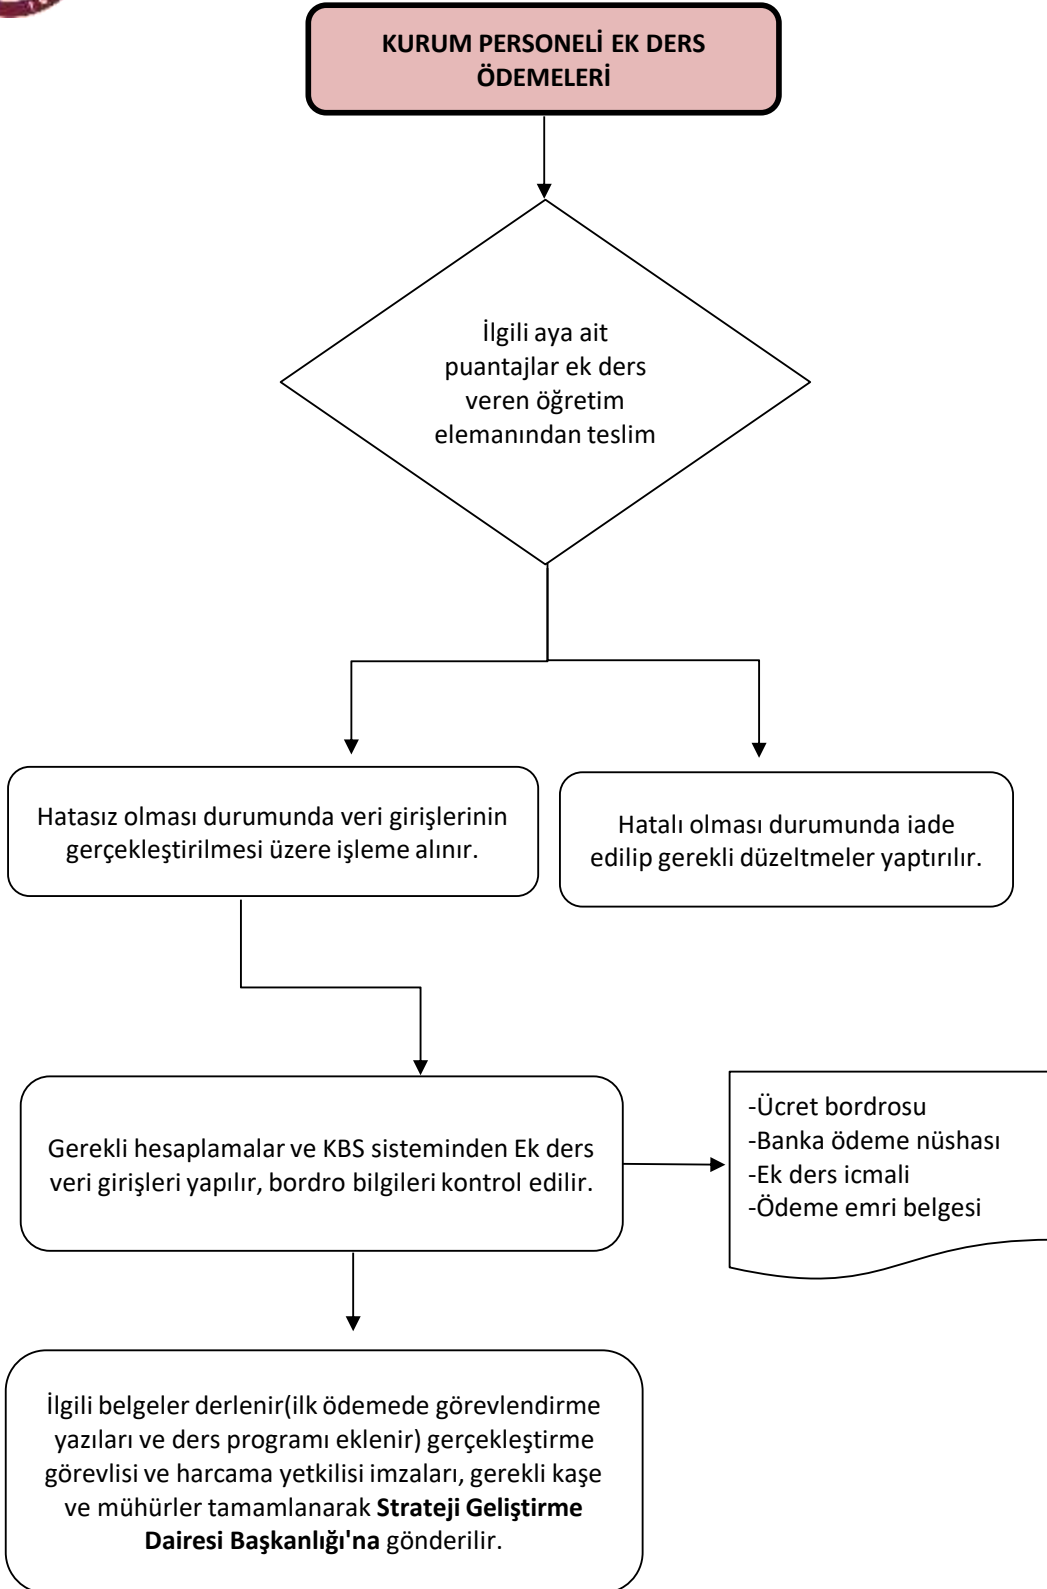 KURUM PERSONELİ EK DERS
ÖDEMELERİ
İlgili aya ait
puantajlar ek ders
veren öğretim
elemanından teslim
Hatasız olması durumunda veri girişlerinin
gerçekleştirilmesi üzere işleme alınır.
Hatalı olması durumunda iade
edilip gerekli düzeltmeler yaptırılır.
Gerekli hesaplamalar ve KBS sisteminden Ek ders
veri girişleri yapılır, bordro bilgileri kontrol edilir.
-Ücret bordrosu
-Banka ödeme nüshası
-Ek ders icmali
-Ödeme emri belgesi
İlgili belgeler derlenir(ilk ödemede görevlendirme
yazıları ve ders programı eklenir) gerçekleştirme
görevlisi ve harcama yetkilisi imzaları, gerekli kaşe
ve mühürler tamamlanarak Strateji Geliştirme
Dairesi Başkanlığı'na gönderilir.